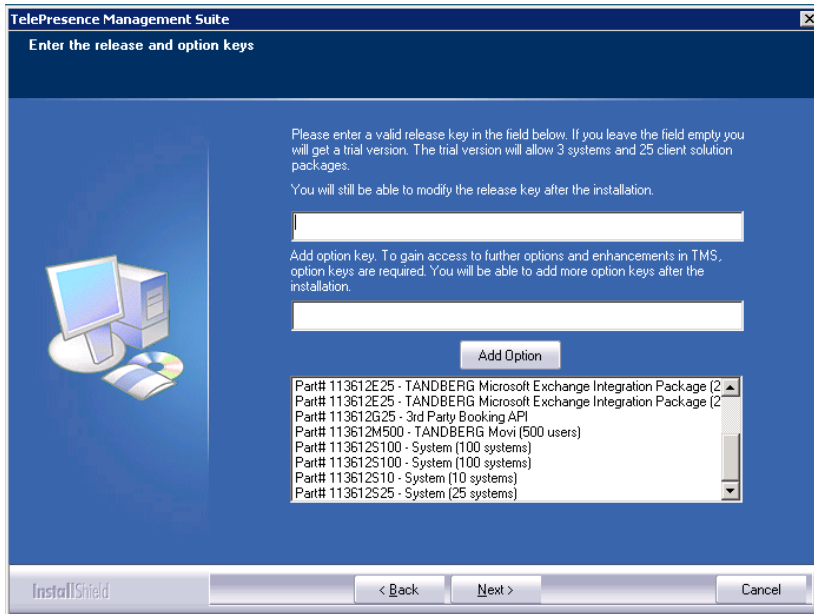 TelePresence Management Suite
Enter the release and option keys
Please enter a valid release key in the field below. If you leave the field empty you
will get a trial version. The trial version will allow 3 systems and 25 client solution
packages.
You will still be able to modify the release key after the installation.
Add option key. To gain access to further options and enhancements in TMS,
option keys are required. You will be able to add more option keys after the
installation.
Add Option
Part# 113612E25 - TANDBERG Microsoft Exchange Integration Package (2
Part# 113612E25 - TANDBERG Microsoft Exchange Integration Package (2
Part# 113612G25 - 3rd Party Booking API
Part# 113612M500 - TANDBERG Movi (500 users)
Part# 113612S100 - System (100 systems)
Part# 113612S100 - System (100 systems)
Part# 113612S10 - System (10 systems)
Part# 113612S25 - System (25 systems)
InstallShield
< Back
Next >
Cancel